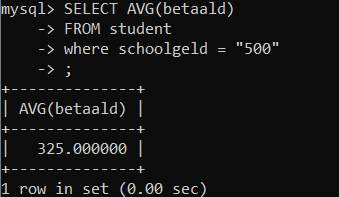 mysql> SELECT AVG(betaald)
    -> FROM student
    -> where schoolgeld = "500"
    -> ;
+--------------+
| AVG(betaald) |
+--------------+
|   325.000000 |
+--------------+
1 row in set (0.00 sec)